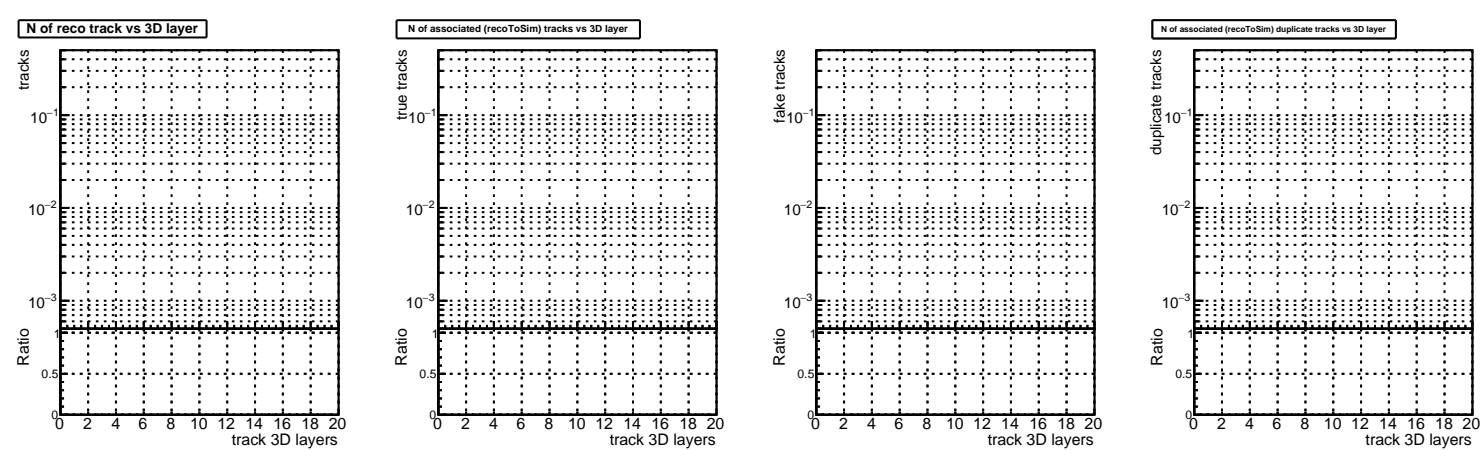 N of reco track vs 3D layer
tracks
10⁻¹
10⁻²
10⁻³
Ratio
1
0.5
0
0 2 4 6 8 10 12 14 16 18 20
track 3D layers
N of associated (recoToSim) tracks vs 3D layer
true tracks
10⁻¹
10⁻²
10⁻³
Ratio
1
0.5
0
0 2 4 6 8 10 12 14 16 18 20
track 3D layers
fake tracks
10⁻¹
10⁻²
10⁻³
Ratio
1
0.5
0
0 2 4 6 8 10 12 14 16 18 20
track 3D layers
N of associated (recoToSim) duplicate tracks vs 3D layer
duplicate tracks
10⁻¹
10⁻²
10⁻³
Ratio
1
0.5
0
0 2 4 6 8 10 12 14 16 18 20
track 3D layers